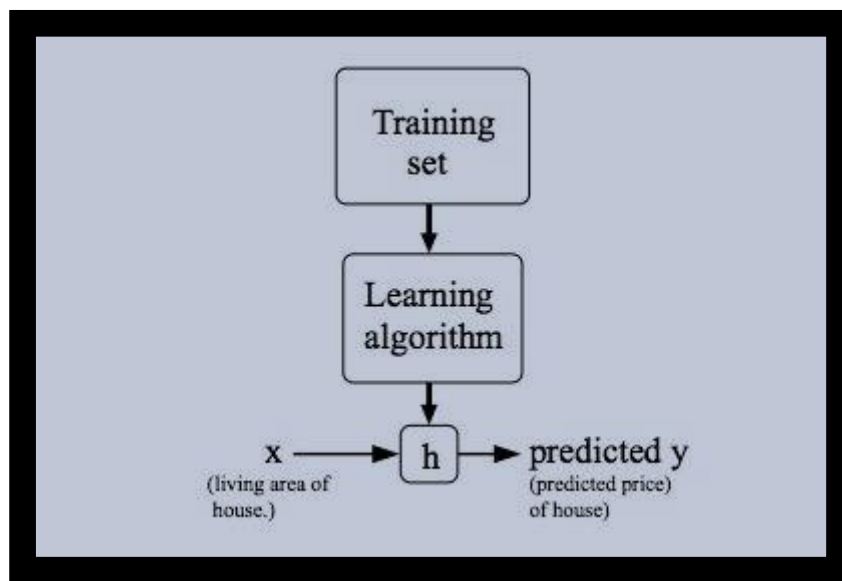 Training
set
Learning
algorithm
x
(living area of
house.)
h
predicted y
(predicted price)
of house)